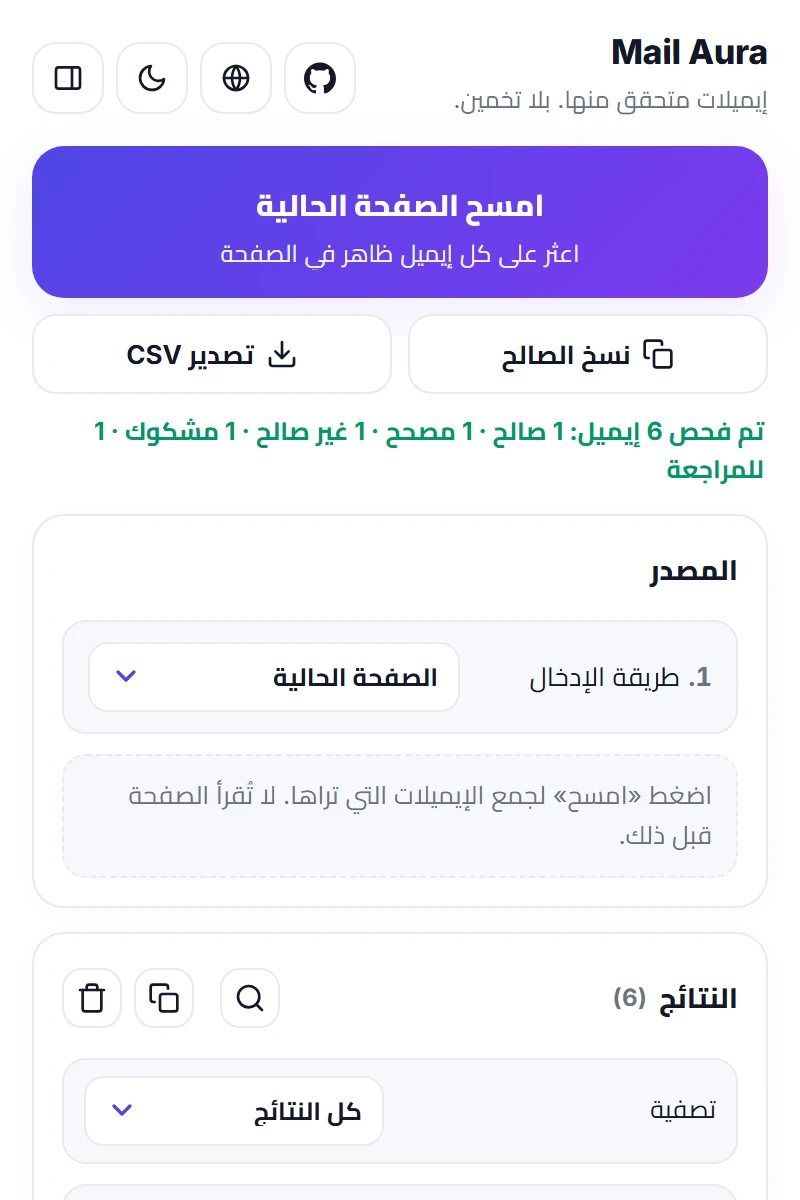 Mail Aura
إيميلات متحقق منها. بلا تخمين.
امسح الصفحة الحالية
اعثر على كل إيميل ظاهر في الصفحة
نسخ الصالح
تصدير CSV
تم فحص 6 إيميل: 1 صالح · 1 مصحح · 1 غير صالح · 1 مشكوك · 1
للمراجعة
المصدر
1. طريقة الإدخال
الصفحة الحالية
اضغط «امسح» لجمع الإيميلات التي تراها. لا تُقرأ الصفحة
قبل ذلك.
النتائج (6)
تصفية
كل النتائج